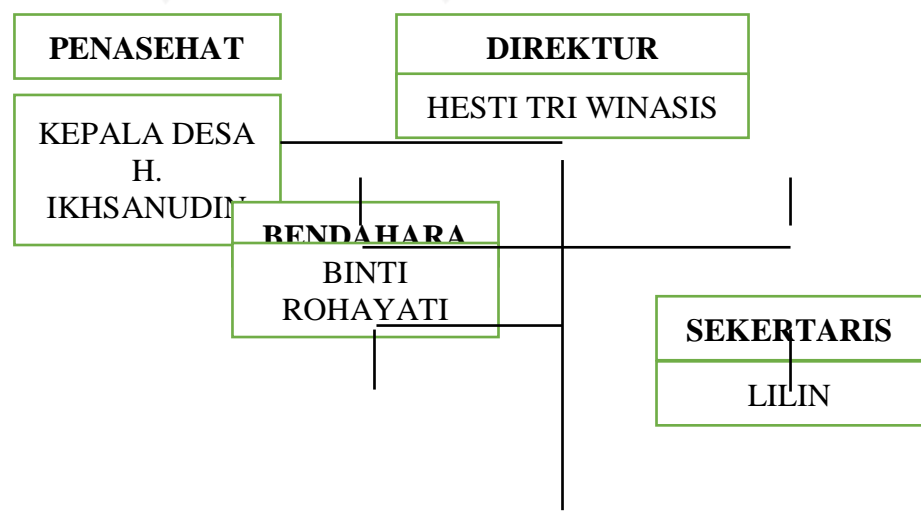 PENASEHAT
DIREKTUR
HESTI TRI WINASIS
KEPALA DESA
H.
IKHSANUDIN
BENDAHARA
BINTI
ROHAYATI
SEKERTARIS
LILIN